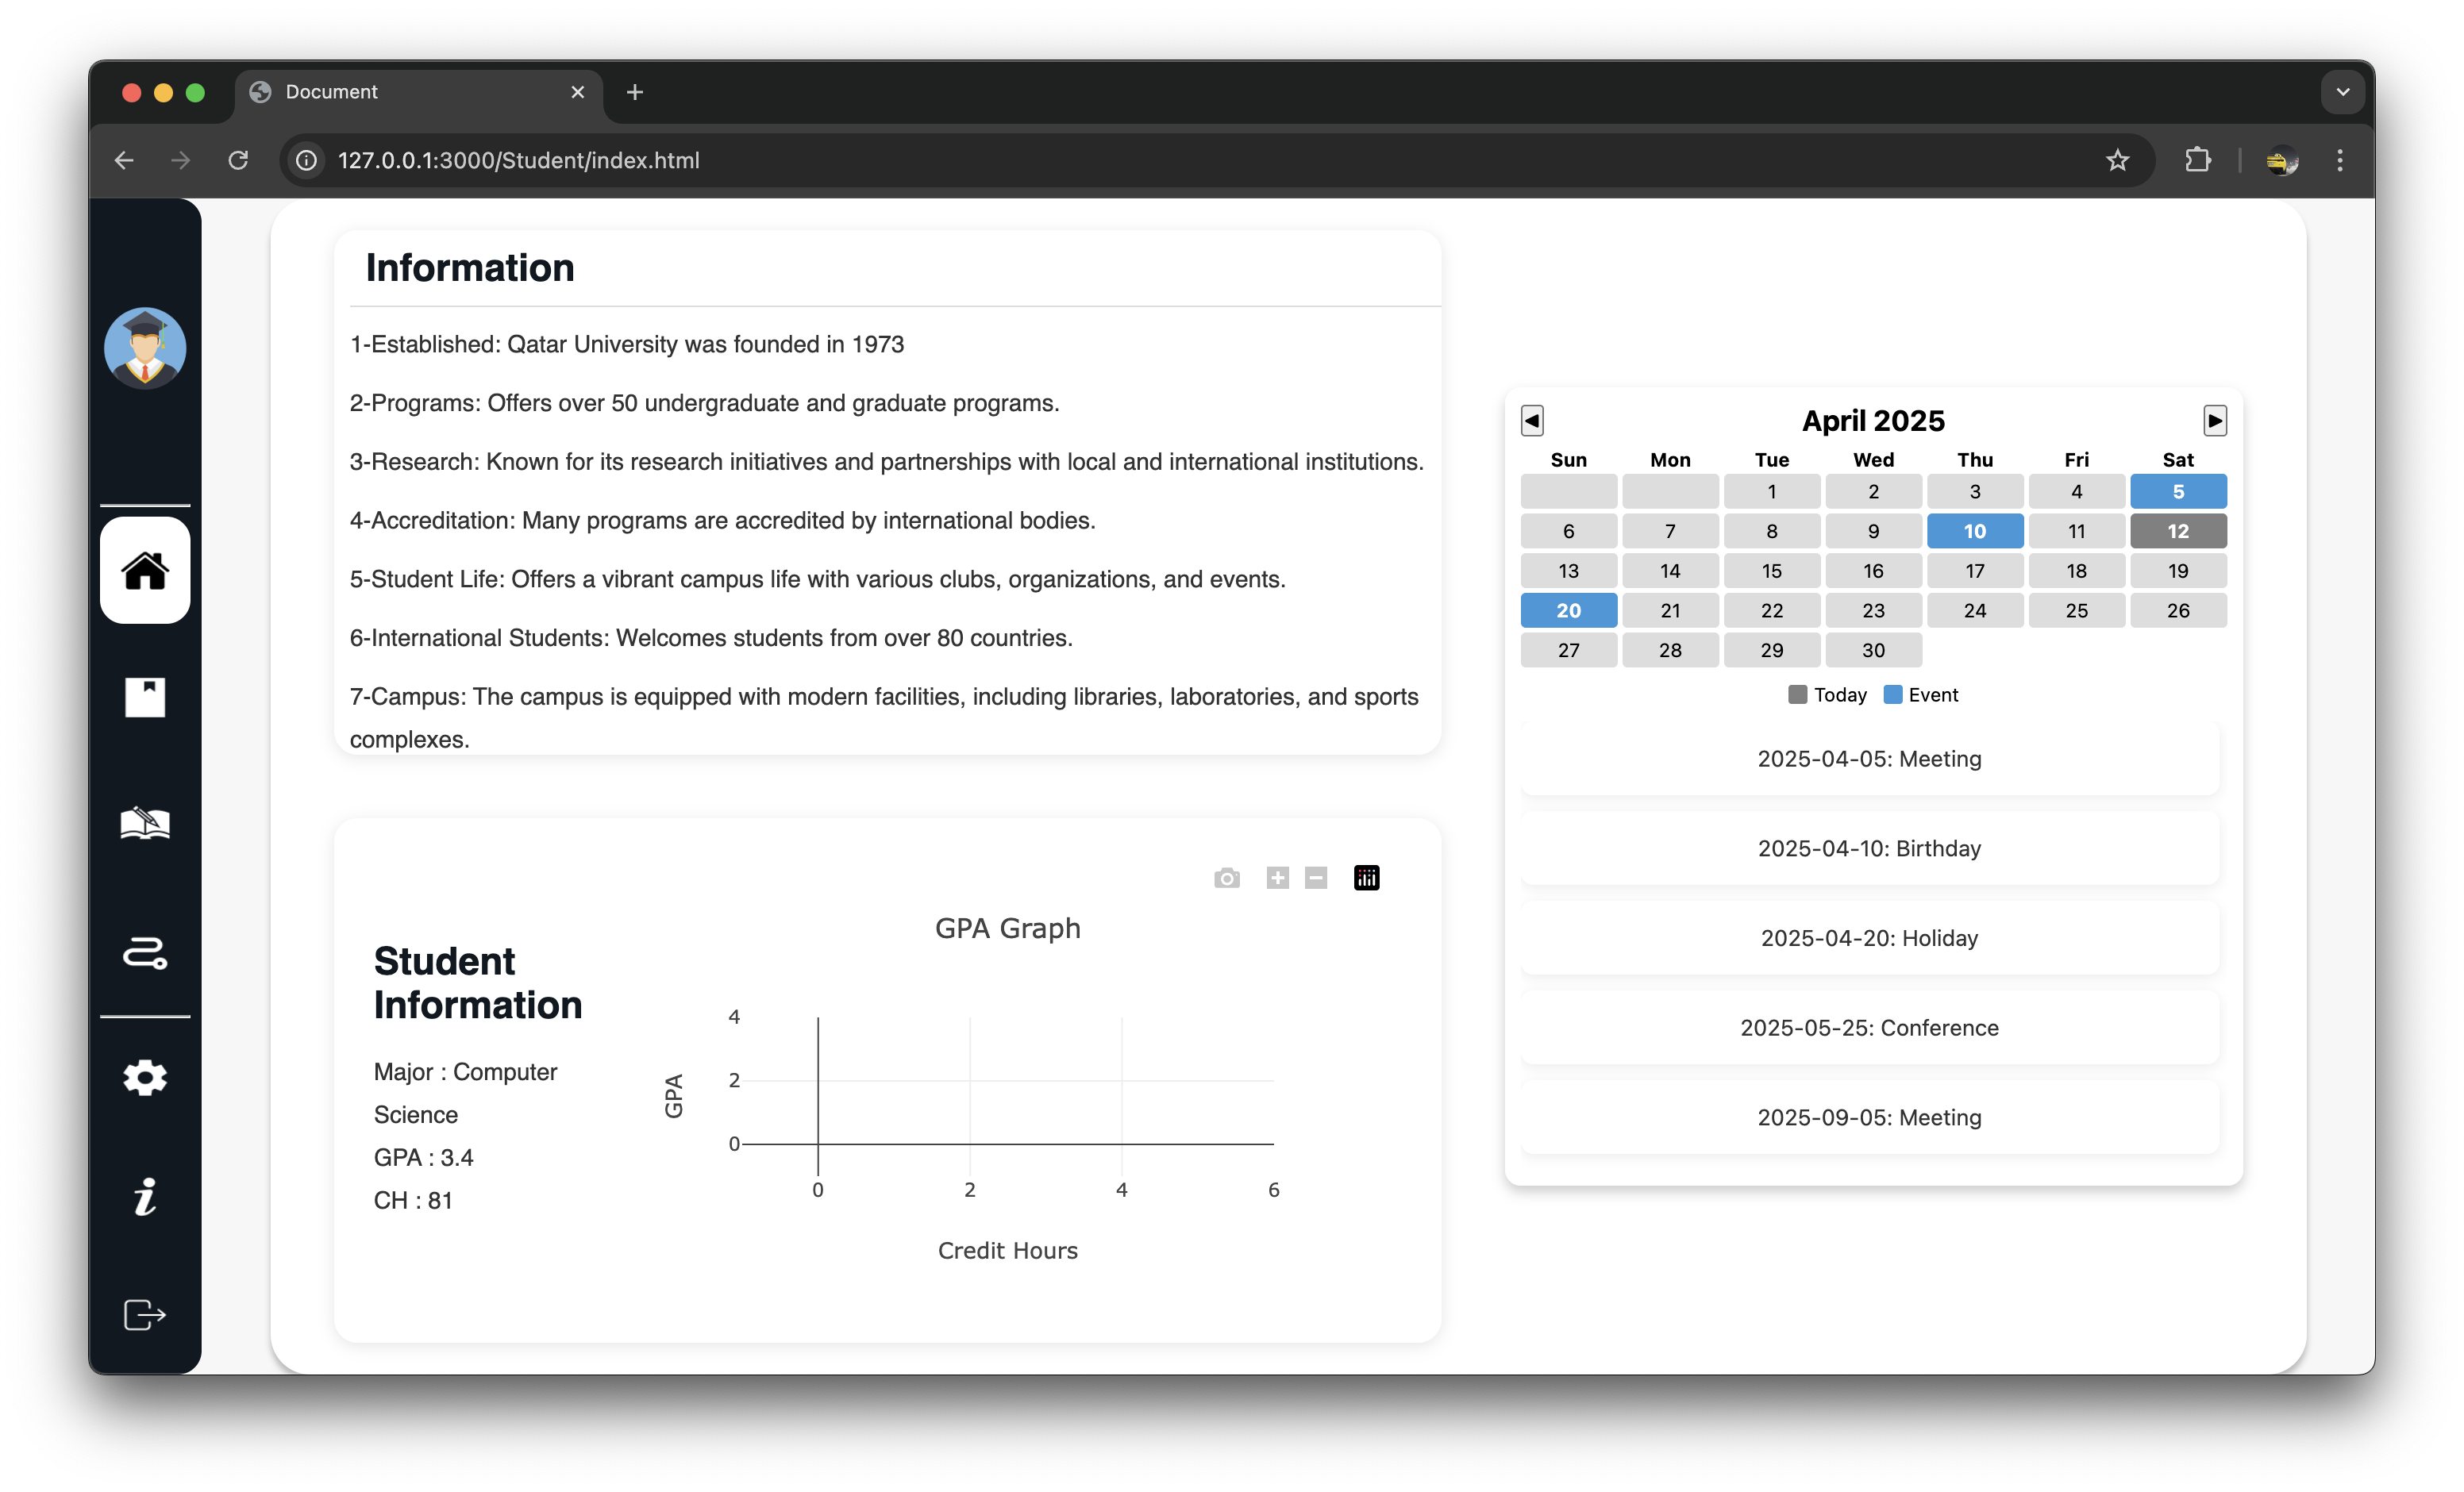 Document
127.0.0.1:3000/Student/index.html
Information
1-Established: Qatar University was founded in 1973
2-Programs: Offers over 50 undergraduate and graduate programs.
3-Research: Known for its research initiatives and partnerships with local and international institutions.
4-Accreditation: Many programs are accredited by international bodies.
5-Student Life: Offers a vibrant campus life with various clubs, organizations, and events.
6-International Students: Welcomes students from over 80 countries.
7-Campus: The campus is equipped with modern facilities, including libraries, laboratories, and sports
complexes.
Student
Information
Major : Computer
Science
GPA : 3.4
CH : 81
GPA Graph
GPA
4
2
0
0 2 4 6
Credit Hours
April 2025
Sun Mon Tue Wed Thu Fri Sat
1 2 3 4 5
6 7 8 9 10 11 12
13 14 15 16 17 18 19
20 21 22 23 24 25 26
27 28 29 30
Today Event
2025-04-05: Meeting
2025-04-10: Birthday
2025-04-20: Holiday
2025-05-25: Conference
2025-09-05: Meeting